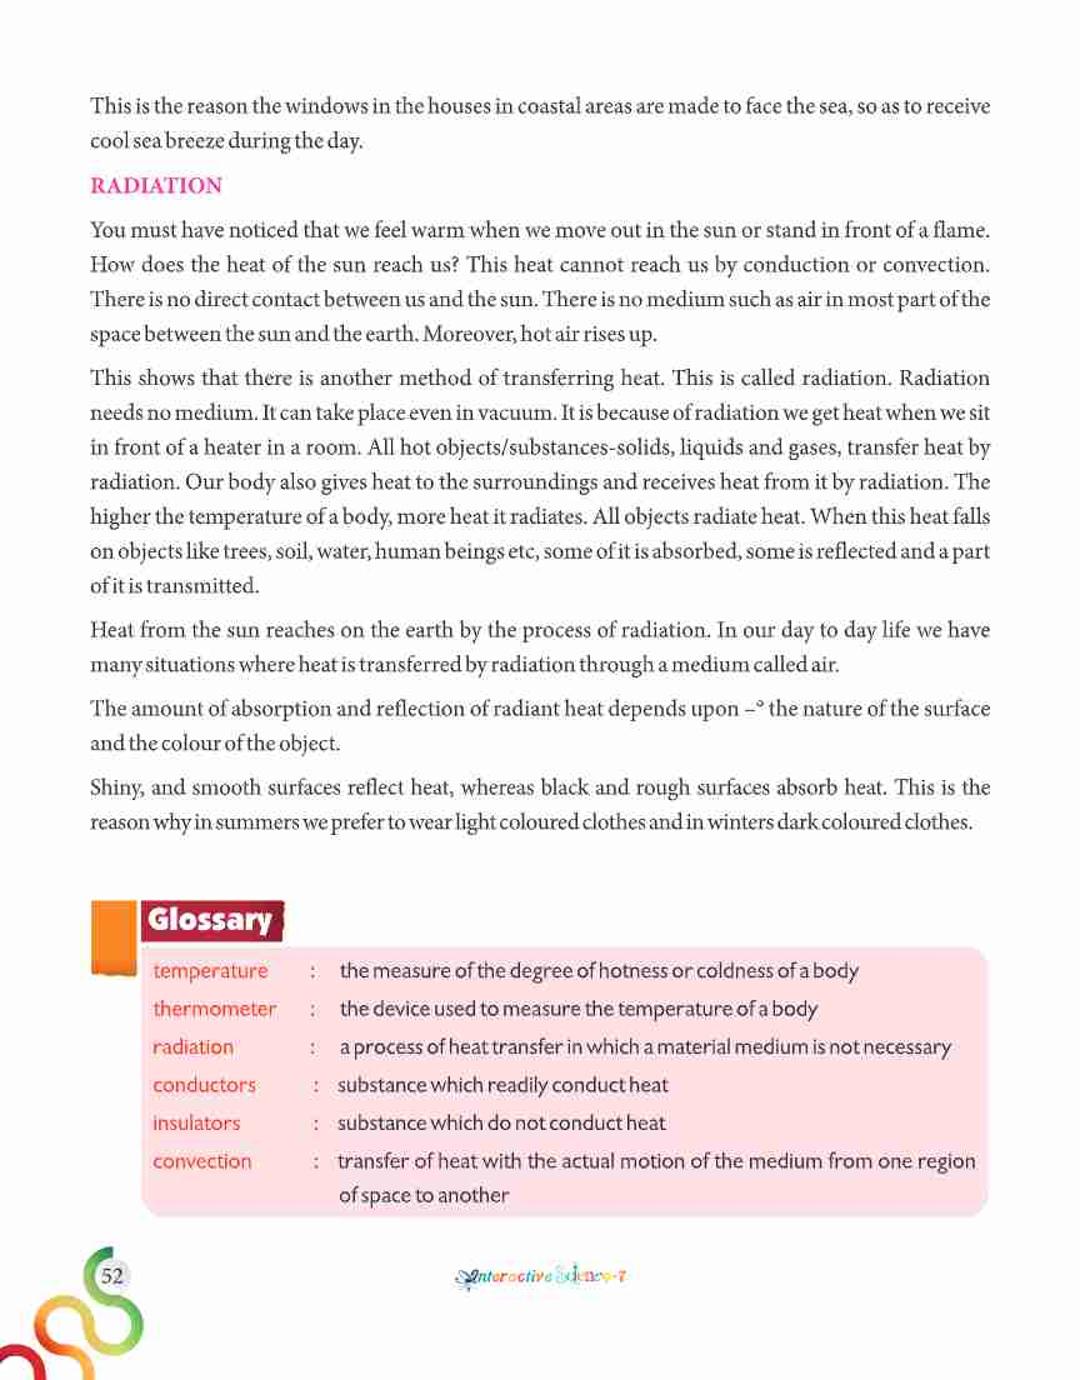 This is the reason the windows in the houses in coastal areas are made to face the sea, so as to receive
cool sea breeze during the day.
RADIATION
You must have noticed that we feel warm when we move out in the sun or stand in front of a flame.
How does the heat of the sun reach us? This heat cannot reach us by conduction or convection.
There is no direct contact between us and the sun. There is no medium such as air in most part of the
space between the sun and the earth. Moreover, hot air rises up.
This shows that there is another method of transferring heat. This is called radiation. Radiation
needs no medium. It can take place even in vacuum. It is because of radiation we get heat when we sit
in front of a heater in a room. All hot objects/substances-solids, liquids and gases, transfer heat by
radiation. Our body also gives heat to the surroundings and receives heat from it by radiation. The
higher the temperature of a body, more heat it radiates. All objects radiate heat. When this heat falls
on objects like trees, soil, water, human beings etc, some of it is absorbed, some is reflected and a part
of it is transmitted.
Heat from the sun reaches on the earth by the process of radiation. In our day to day life we have
many situations where heat is transferred by radiation through a medium called air.
The amount of absorption and reflection of radiant heat depends upon –° the nature of the surface
and the colour of the object.
Shiny, and smooth surfaces reflect heat, whereas black and rough surfaces absorb heat. This is the
reason why in summers we prefer to wear light coloured clothes and in winters dark coloured clothes.
Glossary
temperature : the measure of the degree of hotness or coldness of a body
thermometer : the device used to measure the temperature of a body
radiation : a process of heat transfer in which a material medium is not necessary
conductors : substance which readily conduct heat
insulators : substance which do not conduct heat
convection : transfer of heat with the actual motion of the medium from one region
of space to another
52
Interactive Science-7